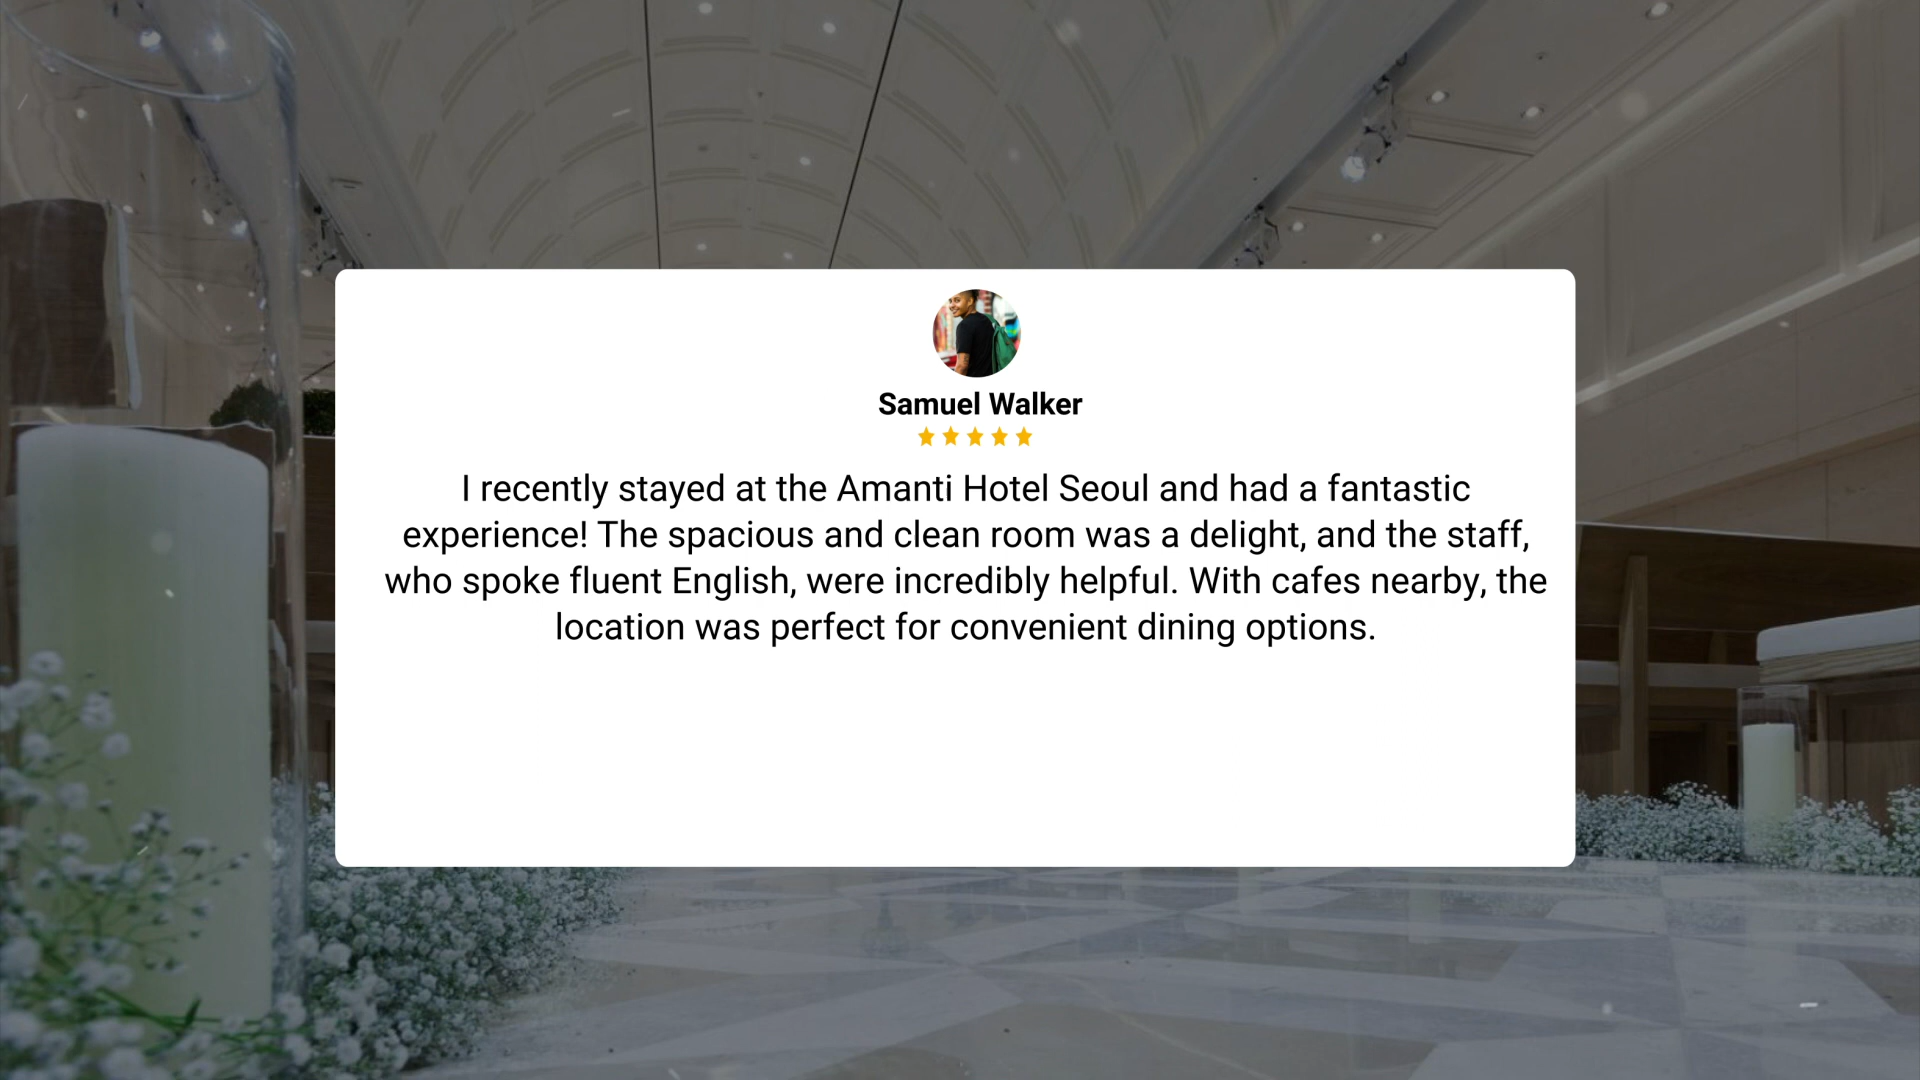 Samuel Walker
I recently stayed at the Amanti Hotel Seoul and had a fantastic
experience! The spacious and clean room was a delight, and the staff,
who spoke fluent English, were incredibly helpful. With cafes nearby, the
location was perfect for convenient dining options.